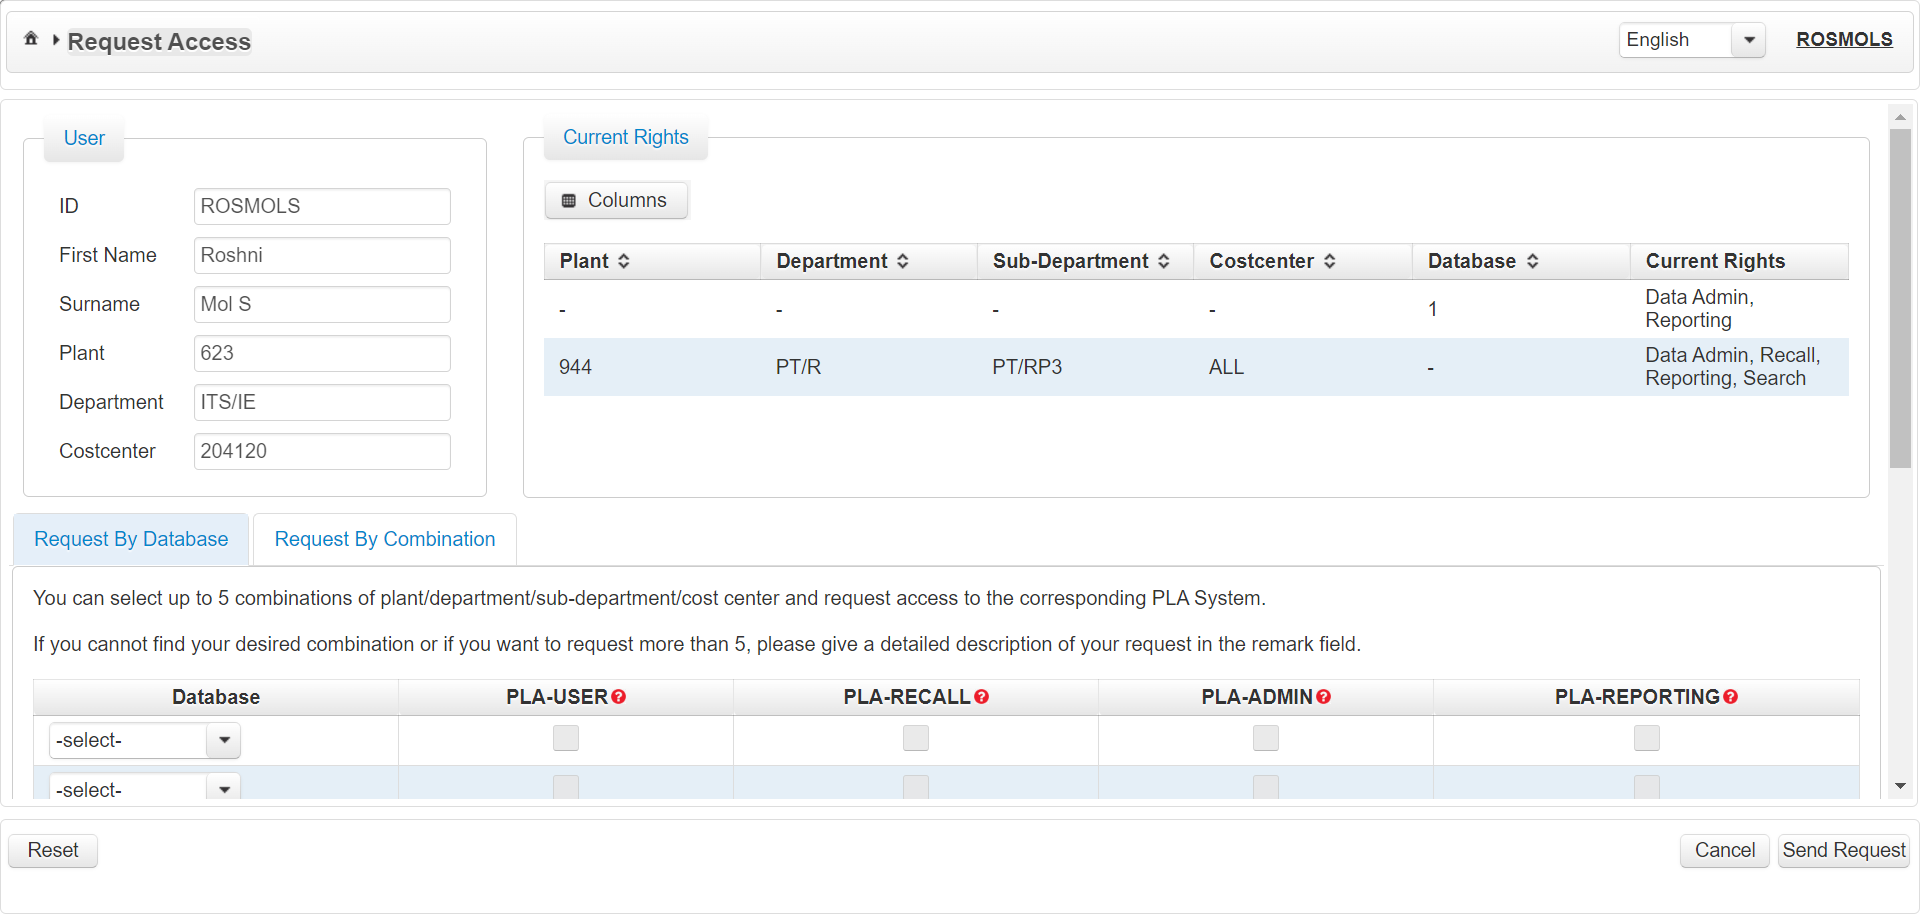 Request Access
English
ROSMOLS
User
ID ROSMOLS
First Name Roshni
Surname Mol S
Plant 623
Department ITS/IE
Costcenter 204120
Current Rights
Columns
Plant Department Sub-Department Costcenter Database Current Rights
- - - - 1 Data Admin,
Reporting
944 PT/R PT/RP3 ALL - Data Admin, Recall,
Reporting, Search
Request By Database Request By Combination
You can select up to 5 combinations of plant/department/sub-department/cost center and request access to the corresponding PLA System.
If you cannot find your desired combination or if you want to request more than 5, please give a detailed description of your request in the remark field.
Database PLA-USER PLA-RECALL PLA-ADMIN PLA-REPORTING
-select-
-select-
Reset Cancel Send Request